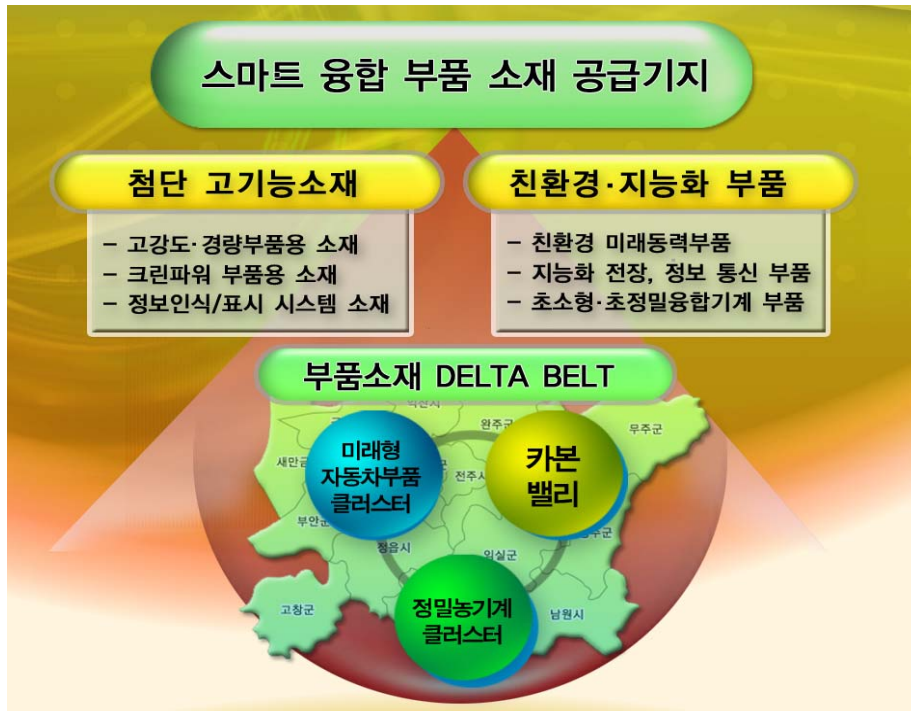 스마트 융합 부품 소재 공급기지
첨단 고기능소재
- 고강도·경량부품용 소재
- 크린파워 부품용 소재
- 정보인식/표시 시스템 소재
친환경·지능화 부품
- 친환경 미래동력부품
- 지능화 전장, 정보 통신 부품
- 초소형·초정밀융합기계 부품
부품소재 DELTA BELT
익산시
완주군
무주군
미래형
자동차부품
클러스터
카본
밸리
새만금
전주시
부안군
정읍시
임실군
고창군
정밀농기계
클러스터
남원시